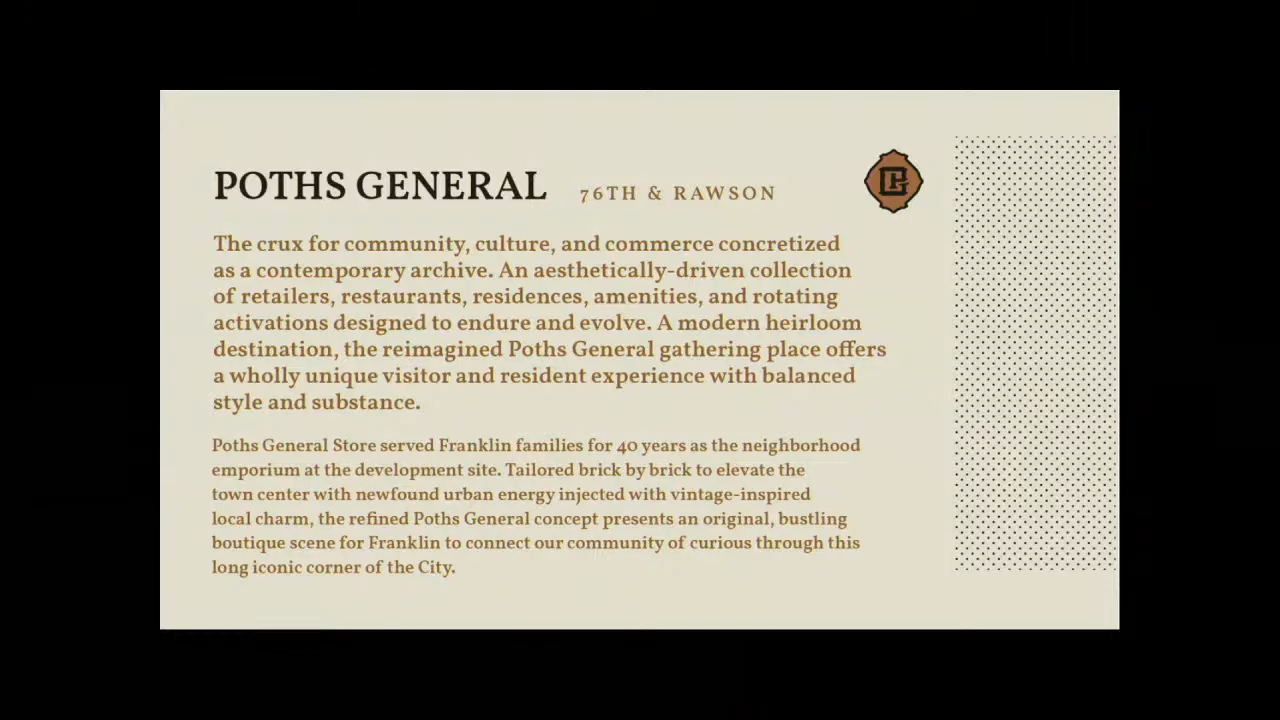 POTHS GENERAL 76TH & RAWSON
The crux for community, culture, and commerce concretized
as a contemporary archive. An aesthetically-driven collection
of retailers, restaurants, residences, amenities, and rotating
activations designed to endure and evolve. A modern heirloom
destination, the reimagined Poths General gathering place offers
a wholly unique visitor and resident experience with balanced
style and substance.
Poths General Store served Franklin families for 40 years as the neighborhood
emporium at the development site. Tailored brick by brick to elevate the
town center with newfound urban energy injected with vintage-inspired
local charm, the refined Poths General concept presents an original, bustling
boutique scene for Franklin to connect our community of curious through this
long iconic corner of the City.